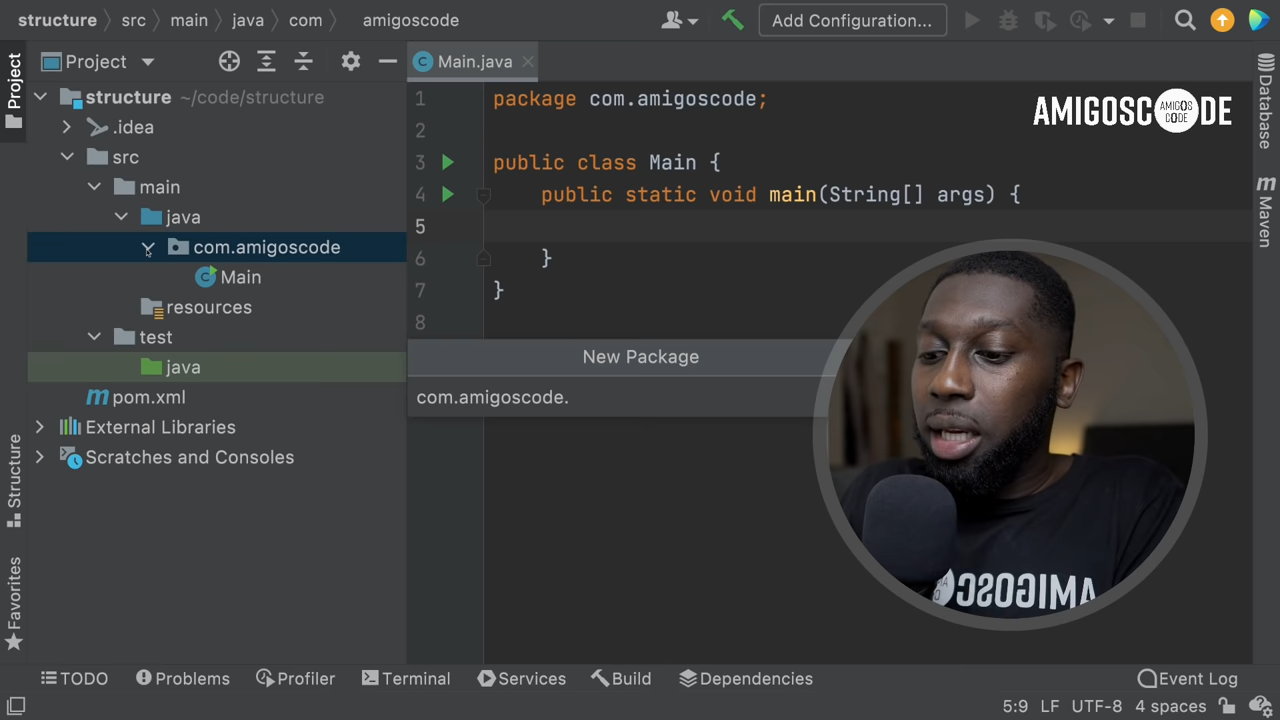 structure src main java com amigoscode
Add Configuration...
Project
Project
structure ~/code/structure
.idea
src
main
java
com.amigoscode
Main
resources
test
java
pom.xml
External Libraries
Scratches and Consoles
Structure
Favorites
Main.java
1 package com.amigoscode;
2
3 public class Main {
4 public static void main(String[] args) {
5
6 }
7 }
8
New Package
com.amigoscode.
AMIGOSCODE
AMIGOS
CODE
AMIGOSC
Database
Maven
TODO Problems Profiler Terminal Services Build Dependencies Event Log
5:9 LF UTF-8 4 spaces